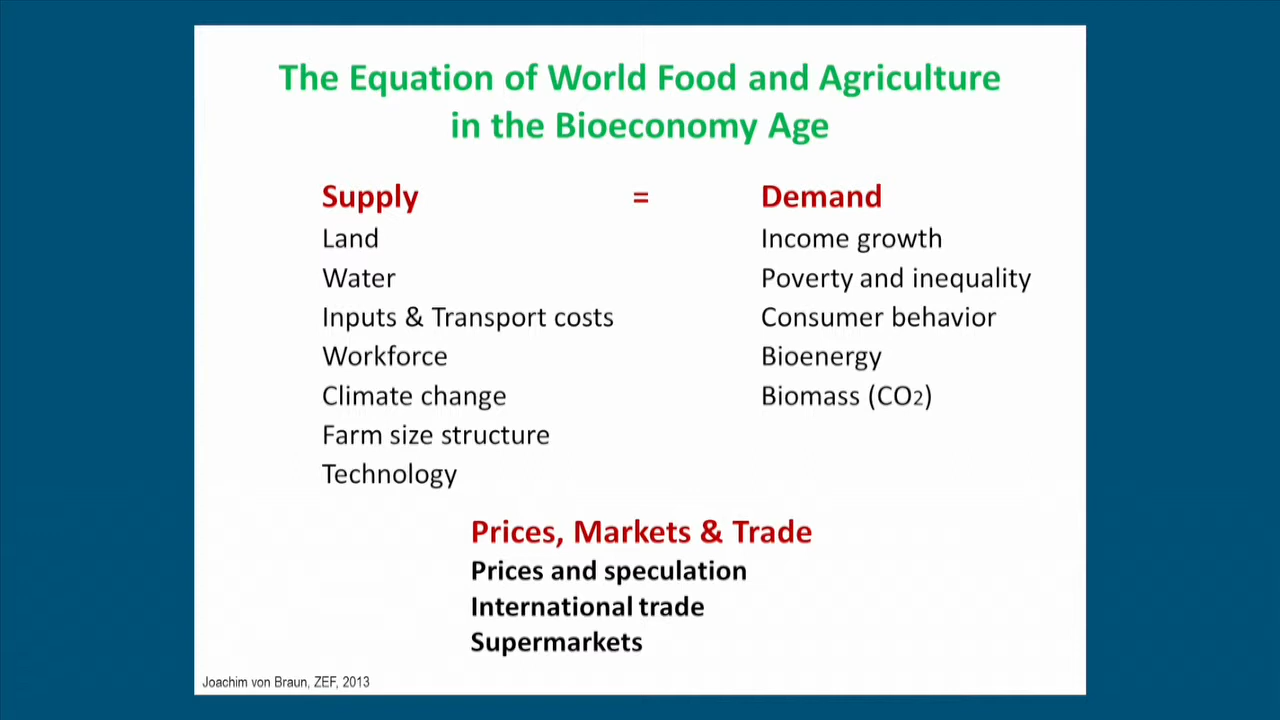 The Equation of World Food and Agriculture
in the Bioeconomy Age
Supply = Demand
Land Income growth
Water Poverty and inequality
Inputs & Transport costs Consumer behavior
Workforce Bioenergy
Climate change Biomass (CO2)
Farm size structure
Technology
Prices, Markets & Trade
Prices and speculation
International trade
Supermarkets
Joachim von Braun, ZEF, 2013